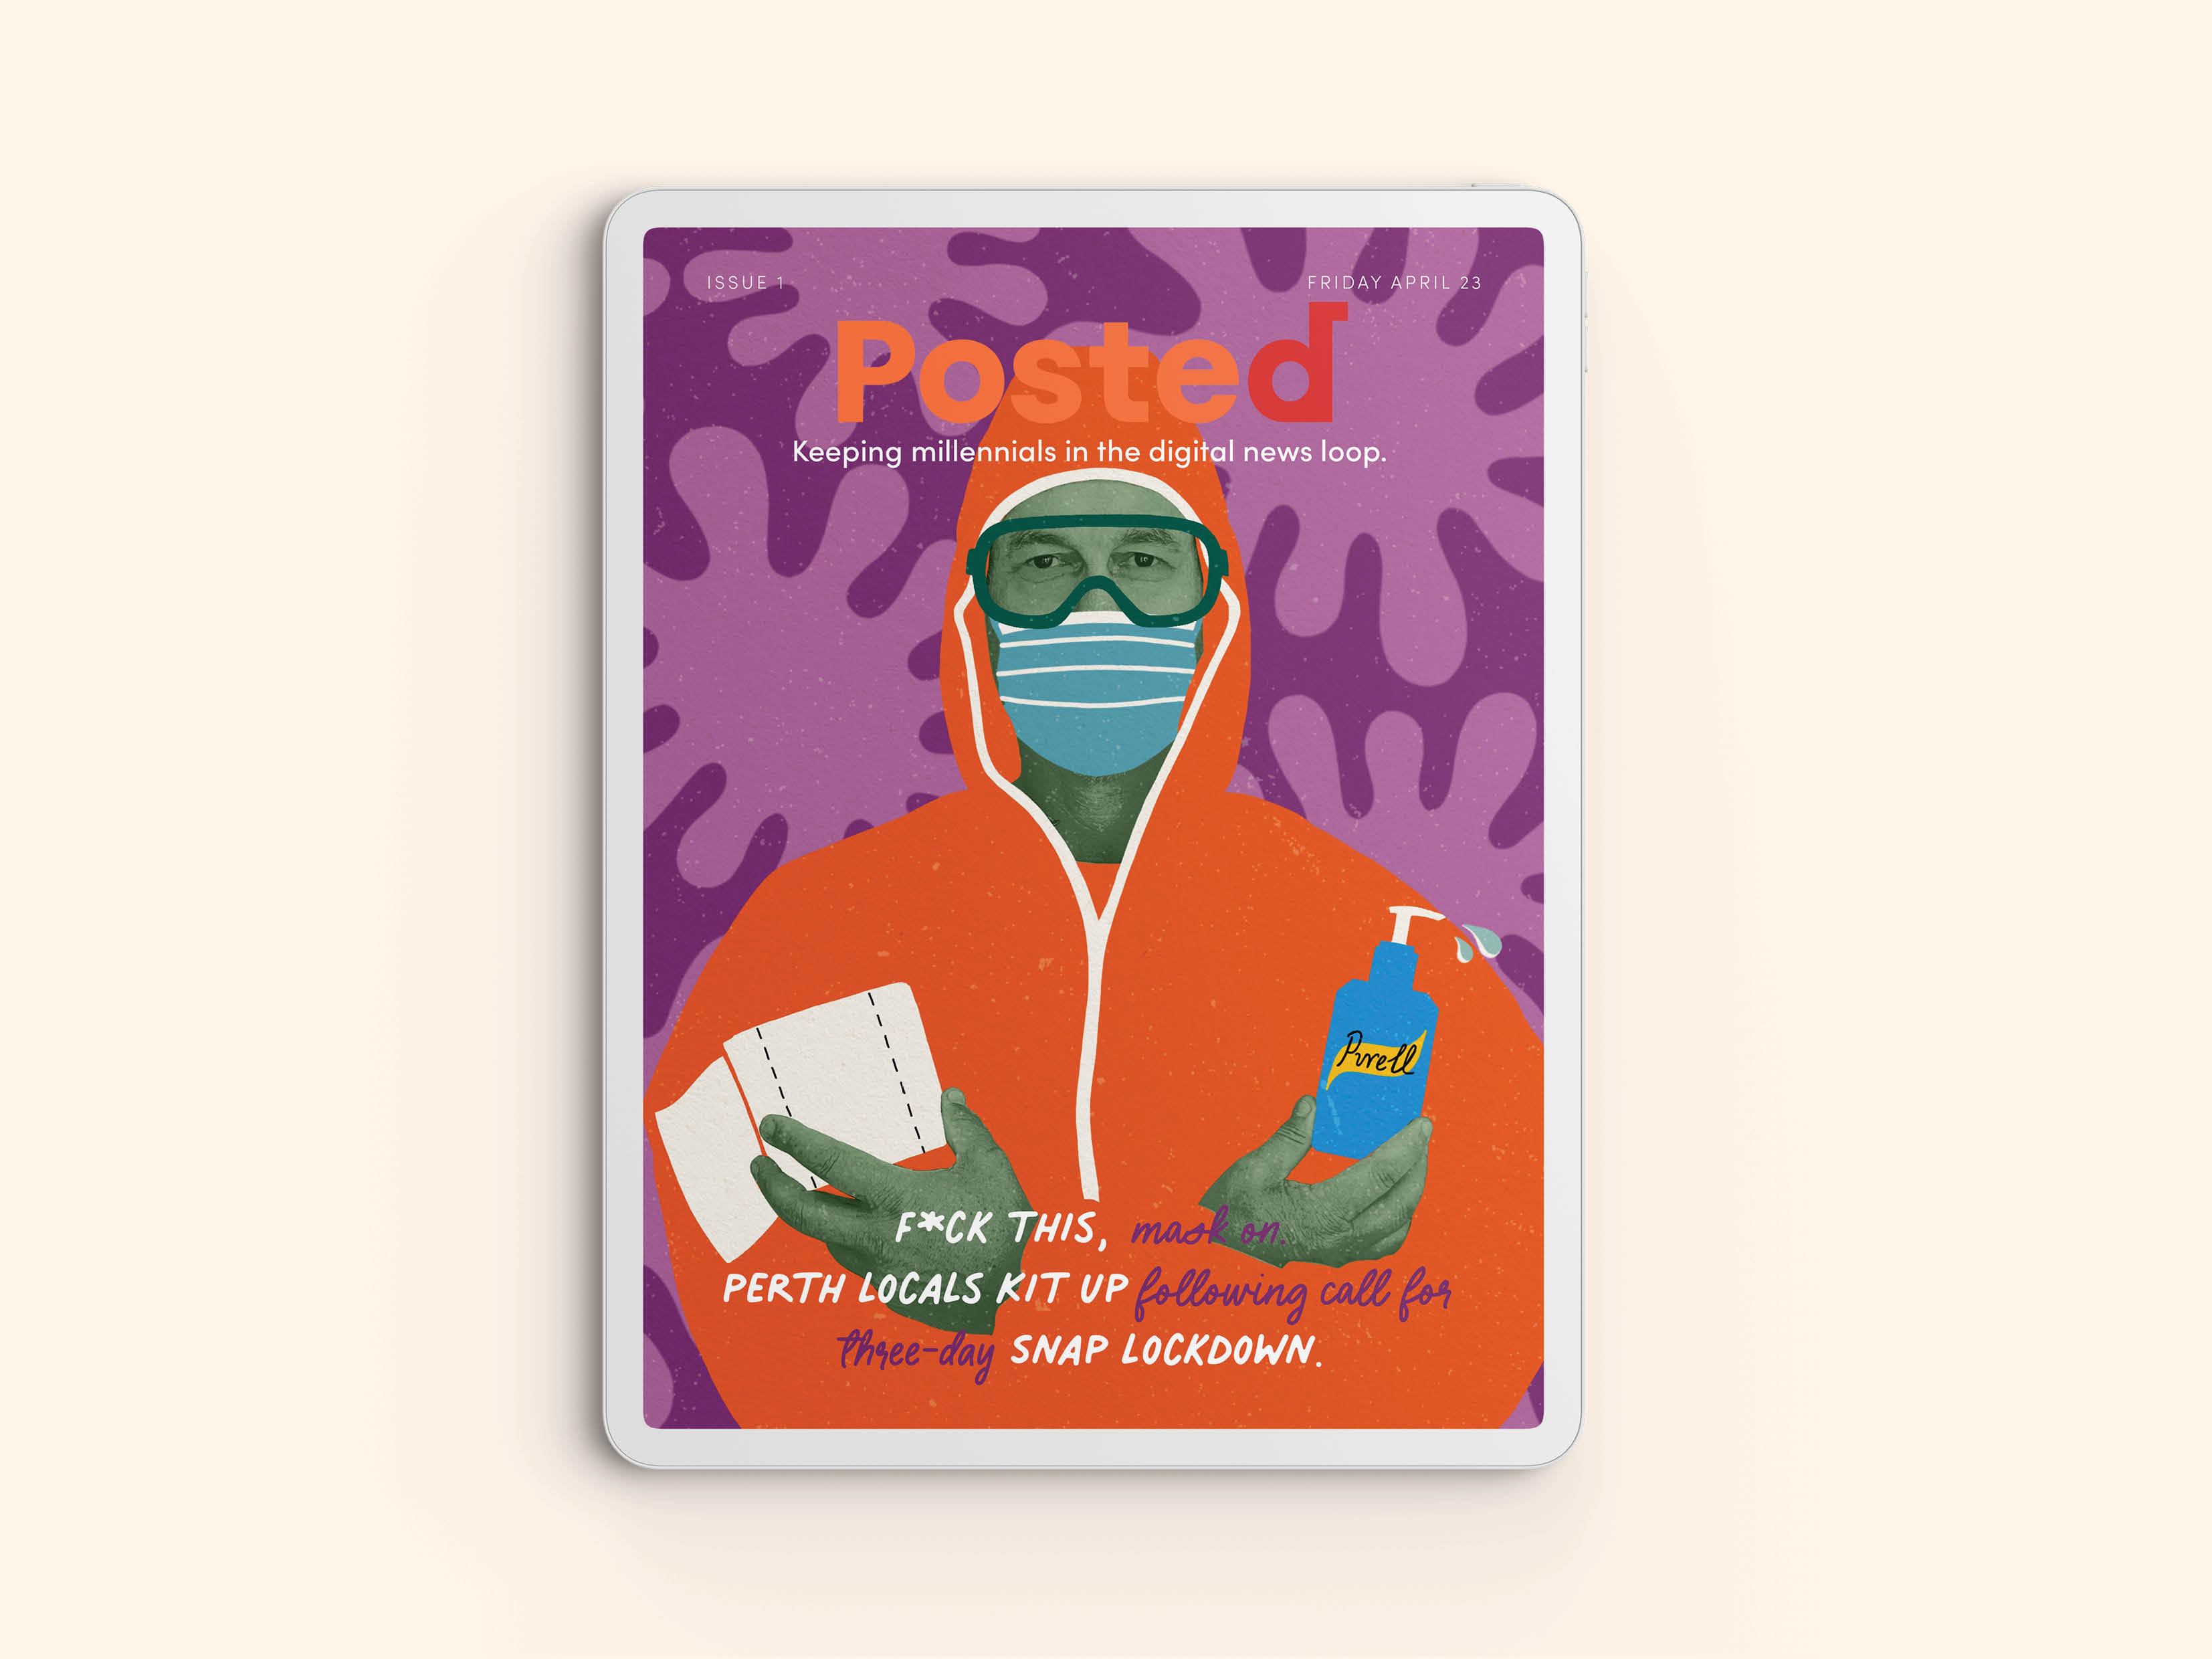 ISSUE 1
FRIDAY APRIL 23
Posted
Keeping millennials in the digital news loop.
Purell
F*CK THIS, mask on.
PERTH LOCALS KIT UP following call for
three-day SNAP LOCKDOWN.